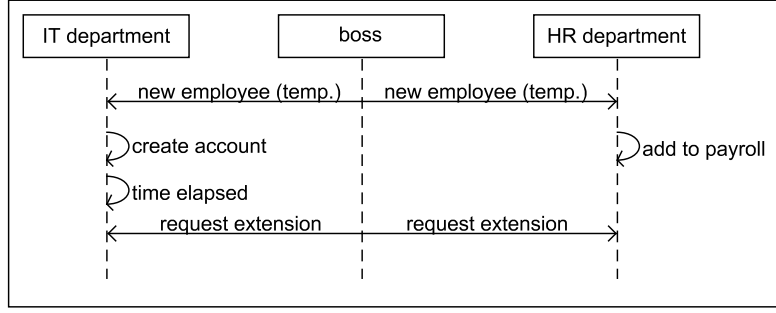 IT department
boss
HR department
new employee (temp.)
new employee (temp.)
create account
add to payroll
time elapsed
request extension
request extension